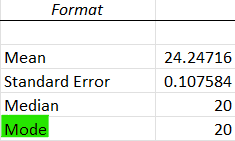 Format
Mean 24.24716
Standard Error 0.107584
Median 20
Mode 20